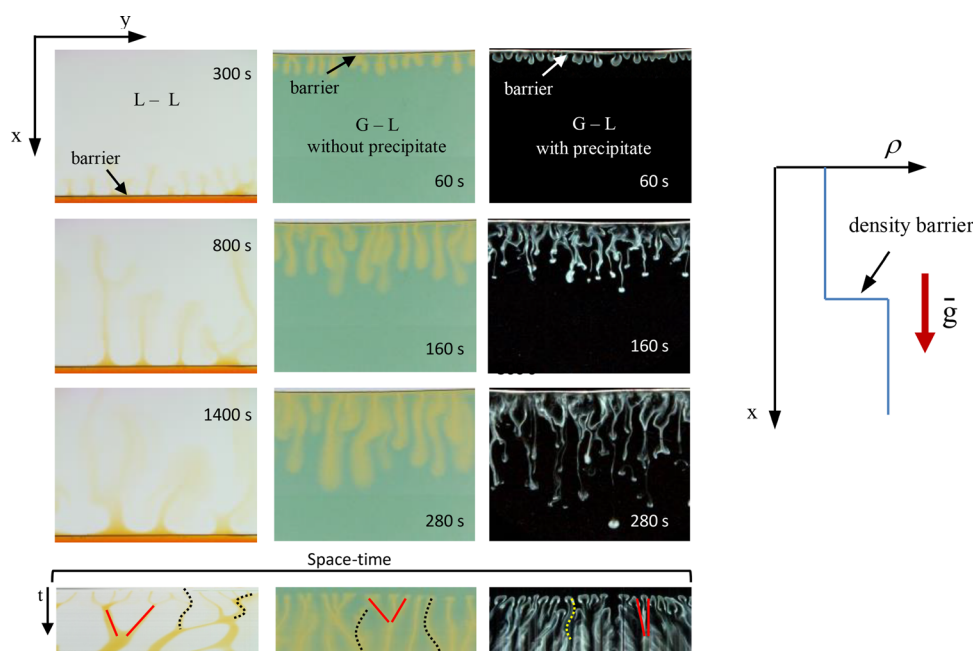 y
x
300 s
L – L
barrier
barrier
G – L
without precipitate
60 s
barrier
G – L
with precipitate
60 s
800 s
160 s
160 s
1400 s
280 s
280 s
Space-time
t
ρ
density barrier
g̅
x